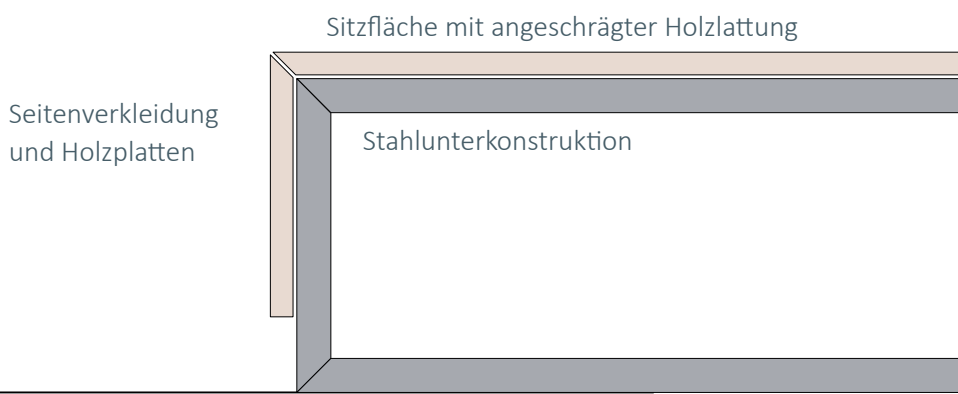 Sitzfläche mit angeschrägter Holzlattung
Seitenverkleidung
und Holzplatten
Stahlunterkonstruktion